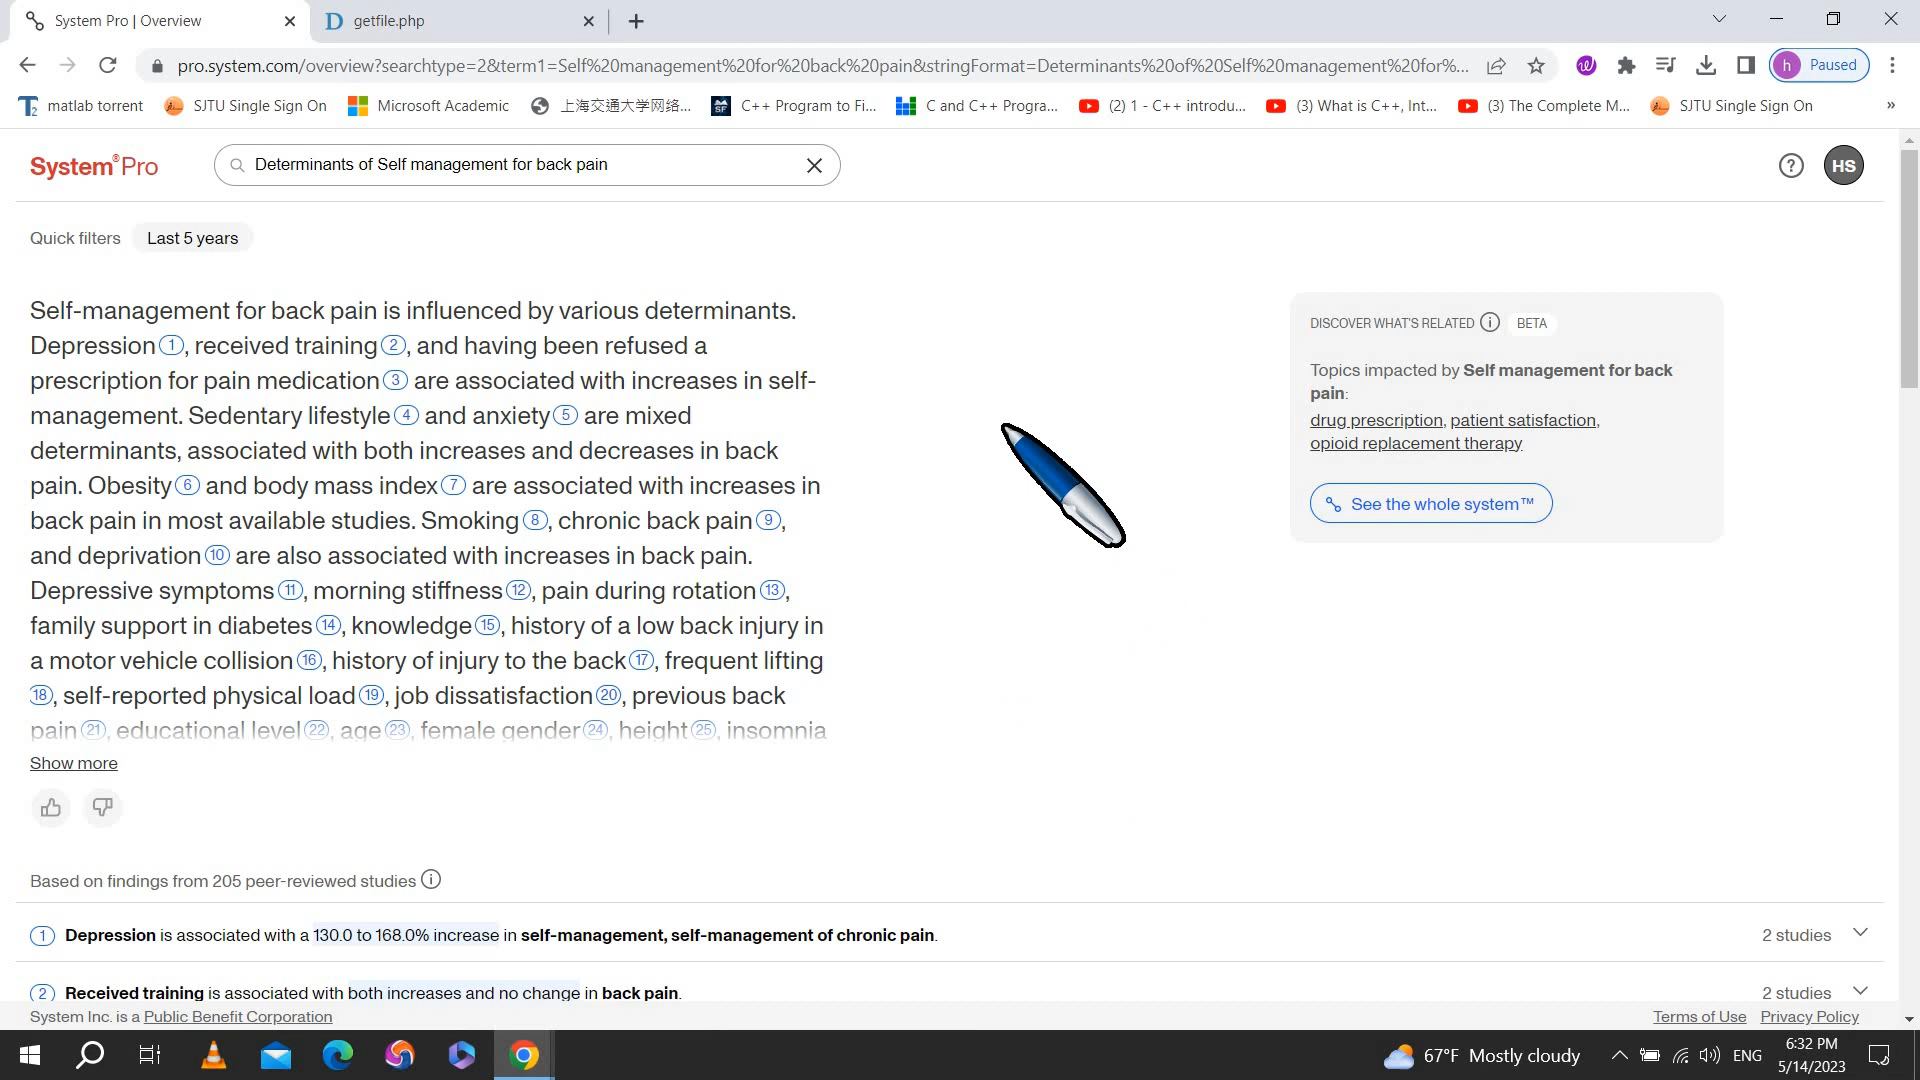 System Pro | Overview
getfile.php
pro.system.com/overview?searchtype=2&term1=Self%20management%20for%20back%20pain&stringFormat=Determinants%20of%20Self%20management%20for%...
h Paused
matlab torrent SJTU Single Sign On Microsoft Academic 上海交通大学网络... C++ Program to Fi... C and C++ Progra... (2) 1 - C++ introdu... (3) What is C++, Int... (3) The Complete M... SJTU Single Sign On »
System®Pro
Determinants of Self management for back pain
HS
Quick filters Last 5 years
Self-management for back pain is influenced by various determinants.
Depression 1, received training 2, and having been refused a
prescription for pain medication 3 are associated with increases in self-
management. Sedentary lifestyle 4 and anxiety 5 are mixed
determinants, associated with both increases and decreases in back
pain. Obesity 6 and body mass index 7 are associated with increases in
back pain in most available studies. Smoking 8, chronic back pain 9,
and deprivation 10 are also associated with increases in back pain.
Depressive symptoms 11, morning stiffness 12, pain during rotation 13,
family support in diabetes 14, knowledge 15, history of a low back injury in
a motor vehicle collision 16, history of injury to the back 17, frequent lifting
18, self-reported physical load 19, job dissatisfaction 20, previous back
pain 21, educational level 22, age 23, female gender 24, height 25, insomnia
Show more
DISCOVER WHAT'S RELATED BETA
Topics impacted by Self management for back
pain:
drug prescription, patient satisfaction,
opioid replacement therapy
See the whole system™
Based on findings from 205 peer-reviewed studies
1 Depression is associated with a 130.0 to 168.0% increase in self-management, self-management of chronic pain. 2 studies
2 Received training is associated with both increases and no change in back pain. 2 studies
System Inc. is a Public Benefit Corporation
Terms of Use Privacy Policy
67°F Mostly cloudy
ENG
6:32 PM
5/14/2023